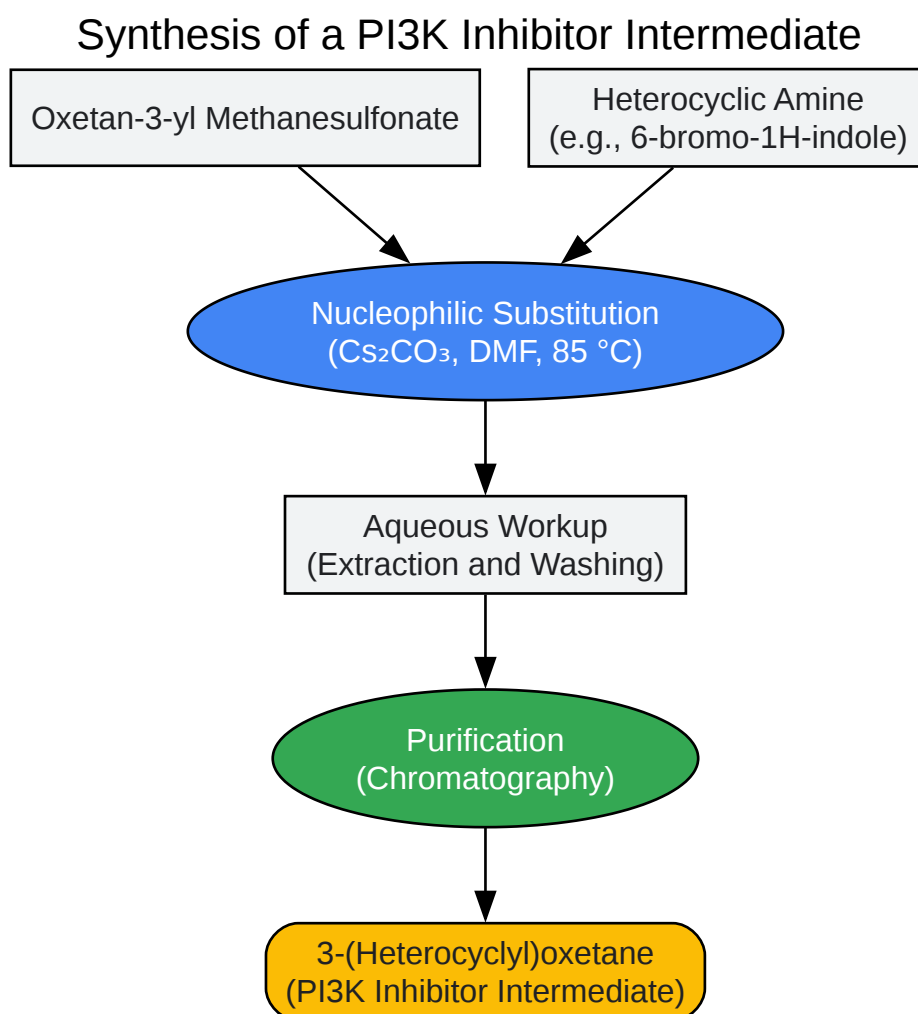 Synthesis of a PI3K Inhibitor Intermediate
Oxetan-3-yl Methanesulfonate
Heterocyclic Amine
(e.g., 6-bromo-1H-indole)
Nucleophilic Substitution
(Cs₂CO₃, DMF, 85 °C)
Aqueous Workup
(Extraction and Washing)
Purification
(Chromatography)
3-(Heterocyclyl)oxetane
(PI3K Inhibitor Intermediate)